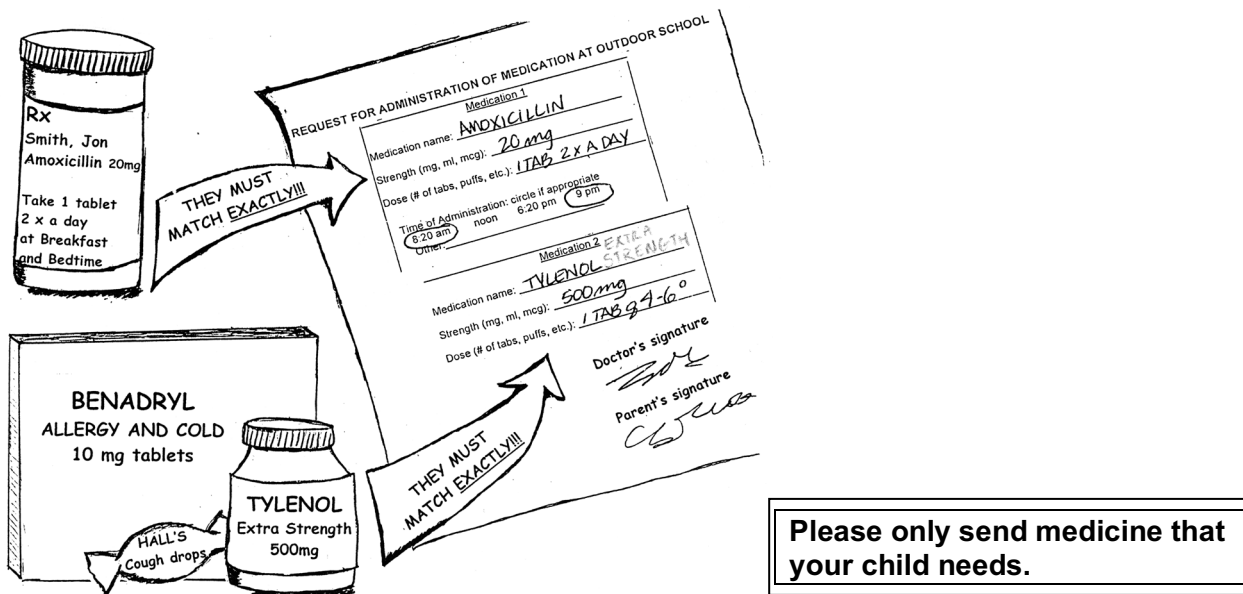 Rx
Smith, Jon
Amoxicillin 20mg
Take 1 tablet
2 x a day
at Breakfast
and Bedtime
THEY MUST
MATCH EXACTLY!!!
REQUEST FOR ADMINISTRATION OF MEDICATION AT OUTDOOR SCHOOL
Medication 1
Medication name: AMOXICILLIN
Strength (mg, ml, mcg): 20 mg
Dose (# of tabs, puffs, etc.): 1 TAB 2 x A DAY
Time of Administration: circle if appropriate
8:20 am noon 6:20 pm 9 pm
Other:
Medication 2
Medication name: TYLENOL EXTRA STRENGTH
Strength (mg, ml, mcg): 500mg
Dose (# of tabs, puffs, etc.): 1 TAB q 4-6°
Doctor's signature
Parent's signature
BENADRYL
ALLERGY AND COLD
10 mg tablets
HALL'S
Cough drops
TYLENOL
Extra Strength
500mg
THEY MUST
MATCH EXACTLY!!!
Please only send medicine that
your child needs.